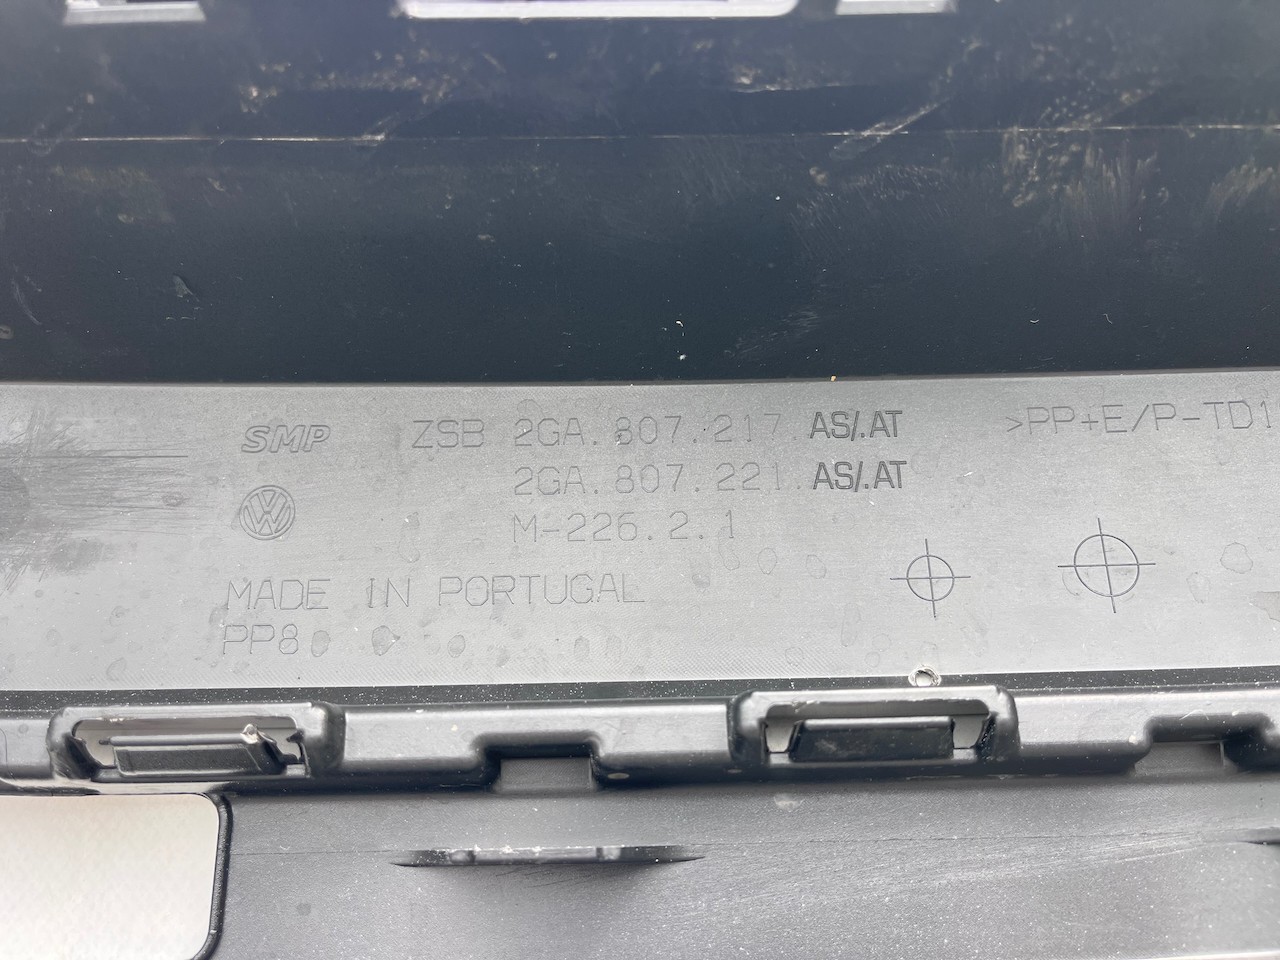 SMP ZSB 2GA.807.217.AS/.AT >PP+E/P-TD1
2GA.807.221.AS/.AT
M-226.2.1
MADE IN PORTUGAL
PP8